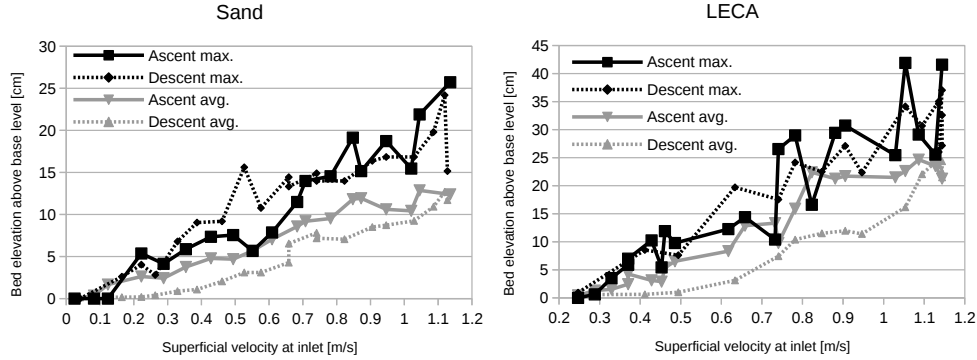 Sand
Bed elevation above base level [cm]
30
25
20
15
10
5
0
Ascent max.
Descent max.
Ascent avg.
Descent avg.
0 0.1 0.2 0.3 0.4 0.5 0.6 0.7 0.8 0.9 1 1.1 1.2
Superficial velocity at inlet [m/s]
LECA
Bed elevation above base level [cm]
45
40
35
30
25
20
15
10
5
0
Ascent max.
Descent max.
Ascent avg.
Descent avg.
0.2 0.3 0.4 0.5 0.6 0.7 0.8 0.9 1 1.1 1.2
Superficial velocity at inlet [m/s]